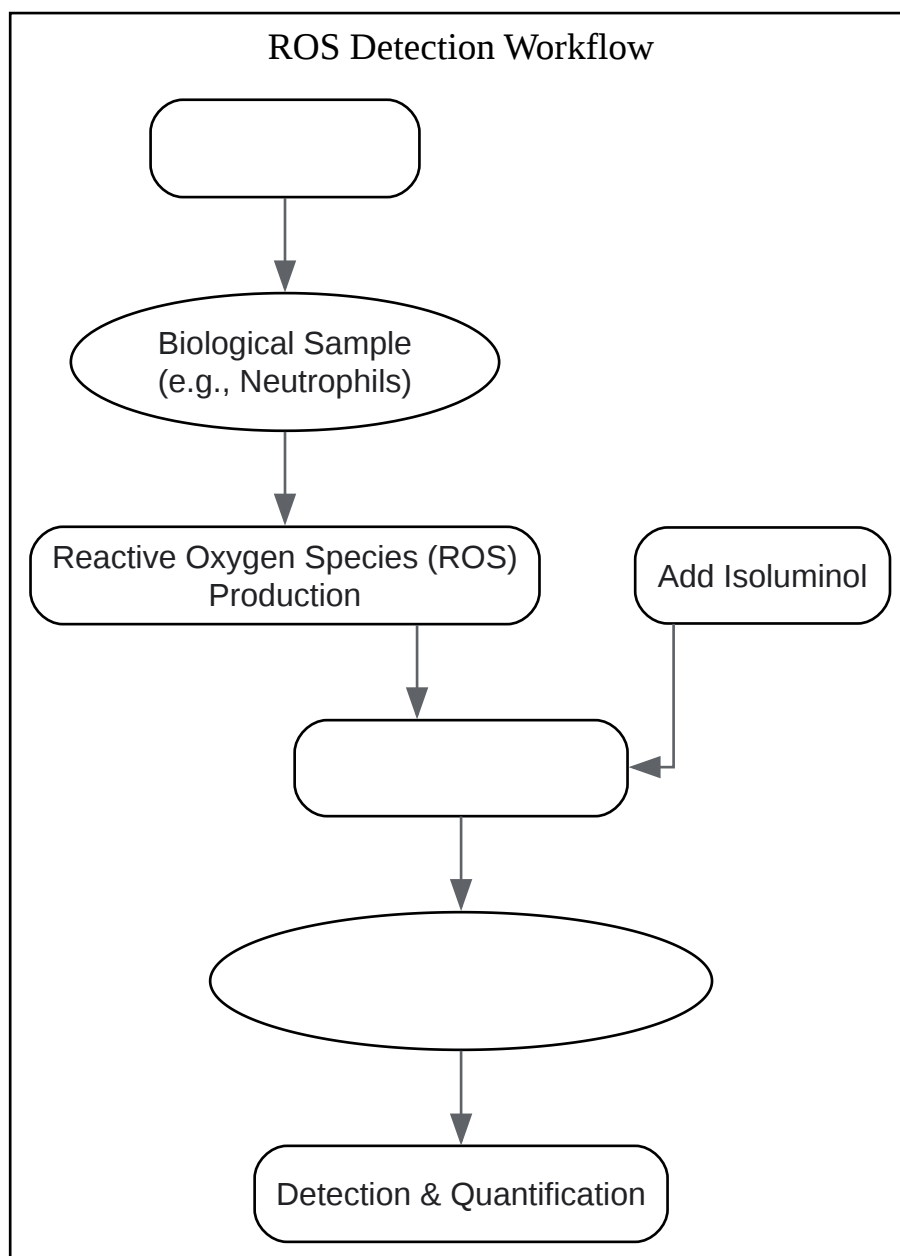 ROS Detection Workflow
Biological Sample
(e.g., Neutrophils)
Reactive Oxygen Species (ROS)
Production
Add Isoluminol
Detection & Quantification